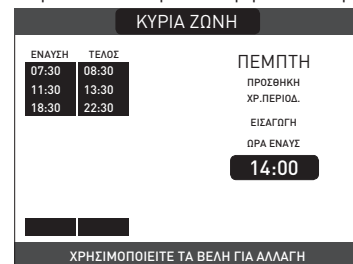 ΚΥΡΙΑ ΖΩΝΗ
ΕΝΑΥΣΗ ΤΕΛΟΣ
07:30 08:30
11:30 13:30
18:30 22:30
ΠΕΜΠΤΗ
ΠΡΟΣΘΗΚΗ
ΧΡ.ΠΕΡΙΟΔ.
ΕΙΣΑΓΩΓΗ
ΩΡΑ ΕΝΑΥΣ
14:00
ΧΡΗΣΙΜΟΠΟΙΕΙΤΕ ΤΑ ΒΕΛΗ ΓΙΑ ΑΛΛΑΓΗ